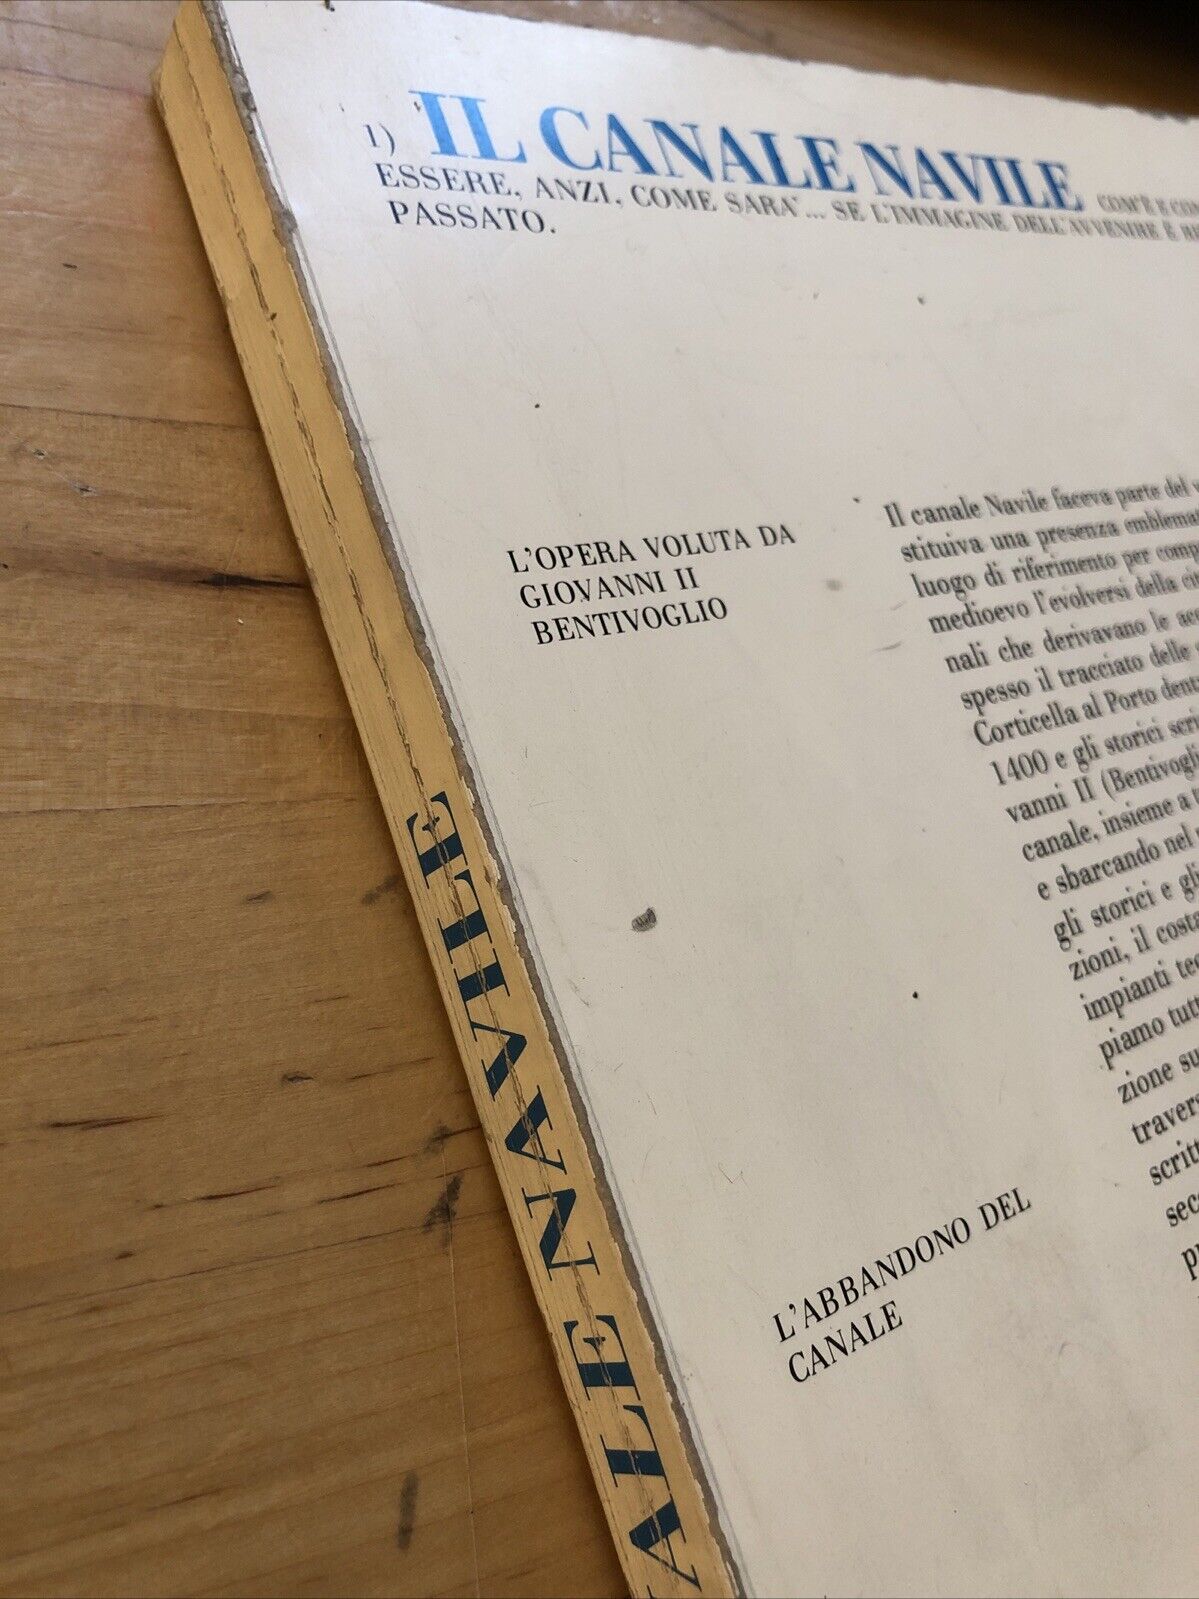 1) IL CANALE NAVILE COM'È E
ESSERE, ANZI, COME SARA' ... SE L'IMMAGINE DELL'AVVENIRE È
PASSATO.
L'OPERA VOLUTA DA
GIOVANNI II
BENTIVOGLIO
Il canale Navile faceva parte del
stituiva una presenza
luogo di riferimento per
medioevo l'evolversi della
nali che derivavano le
spesso il tracciato delle
Corticella al Porto
1400 e gli storici
vanni II
canale, insieme a
e sbarcando nel
gli storici e
zioni, il
impianti
piamo
zione
L'ABBANDONO DEL
CANALE
ALE NAVILE